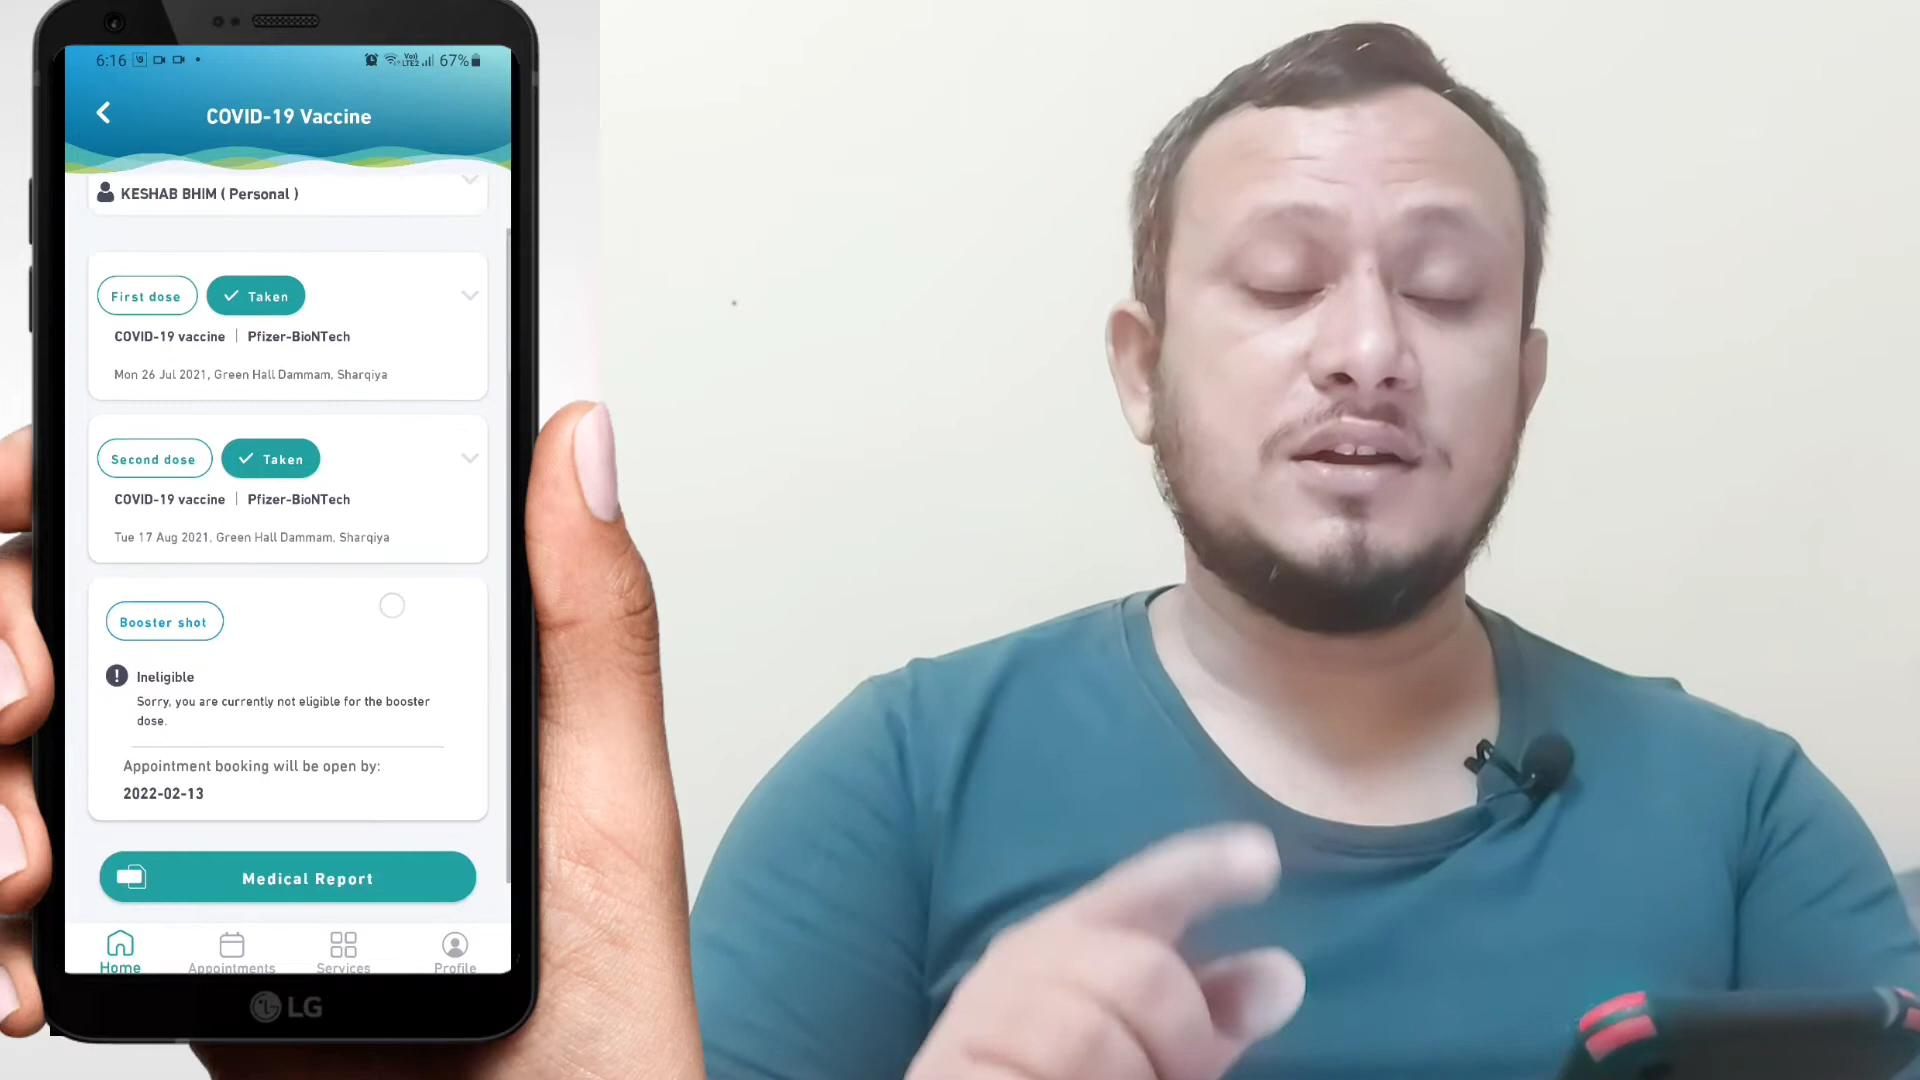 6:16 Vo) LTE2 67%
COVID-19 Vaccine
KESHAB BHIM ( Personal )
First dose Taken
COVID-19 vaccine | Pfizer-BioNTech
Mon 26 Jul 2021, Green Hall Dammam, Sharqiya
Second dose Taken
COVID-19 vaccine | Pfizer-BioNTech
Tue 17 Aug 2021, Green Hall Dammam, Sharqiya
Booster shot
Ineligible
Sorry, you are currently not eligible for the booster
dose.
Appointment booking will be open by:
2022-02-13
Medical Report
Home Appointments Services Profile
LG